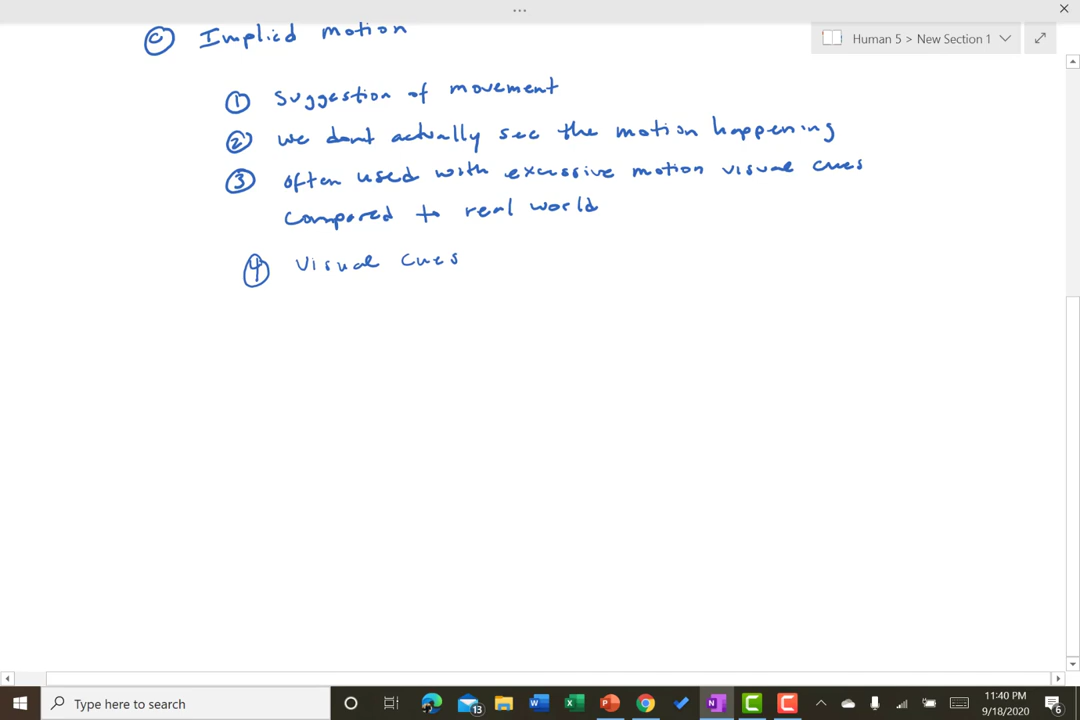 ...
Human 5 > New Section 1
C Implied motion
1 Suggestion of movement
2 we dont actually see the motion happening
3 often used with excessive motion visual cues
compared to real world
4 Visual cues
Type here to search
13
11:40 PM
9/18/2020
6